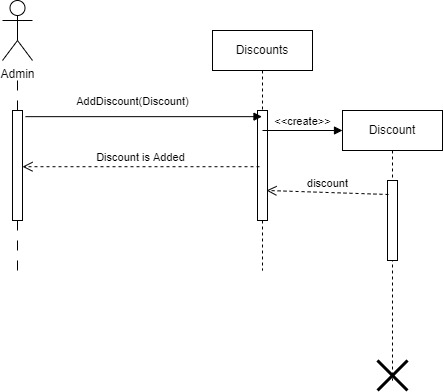 Discounts
Admin
AddDiscount(Discount)
<<create>>
Discount
Discount is Added
discount